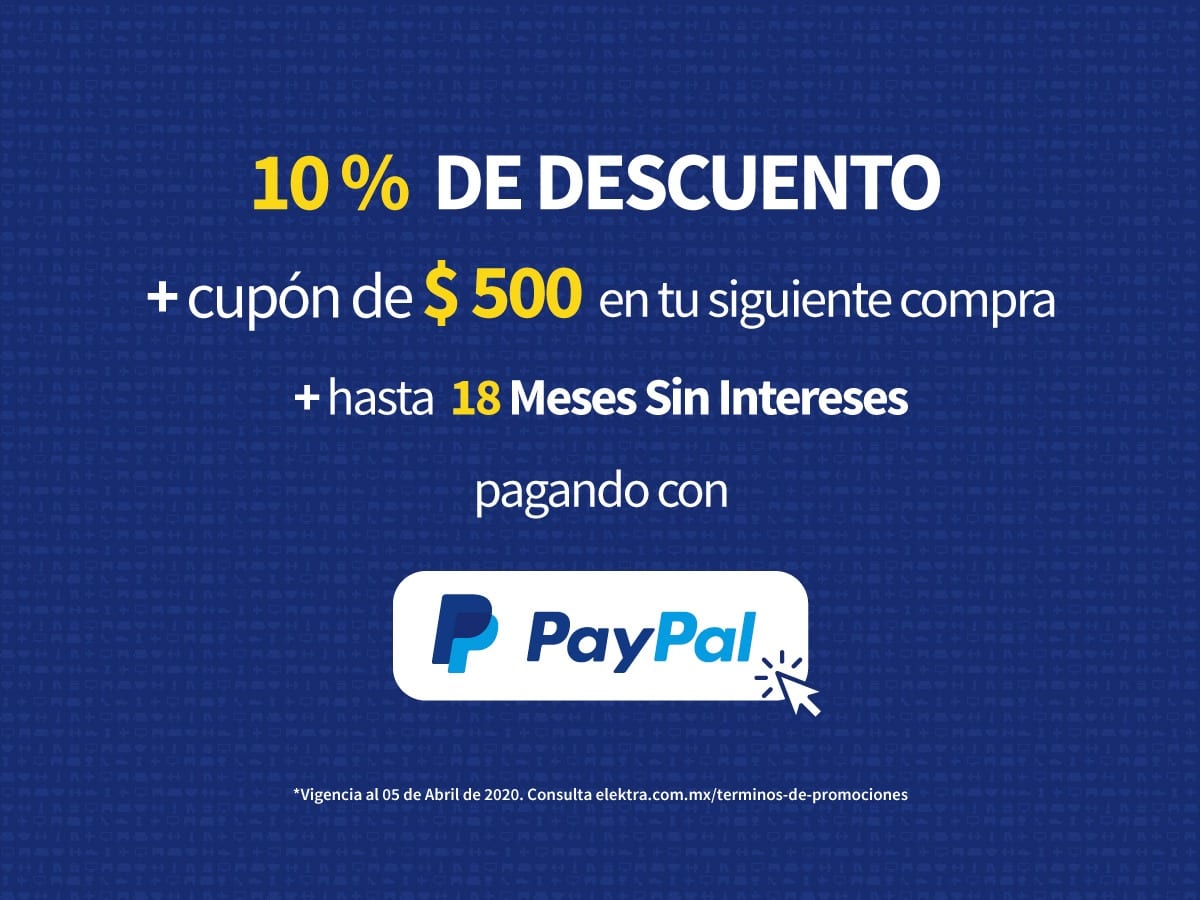 10 % DE DESCUENTO
+ cupón de $ 500 en tu siguiente compra
+ hasta 18 Meses Sin Intereses
pagando con
PayPal
*Vigencia al 05 de Abril de 2020. Consulta elektra.com.mx/terminos-de-promociones